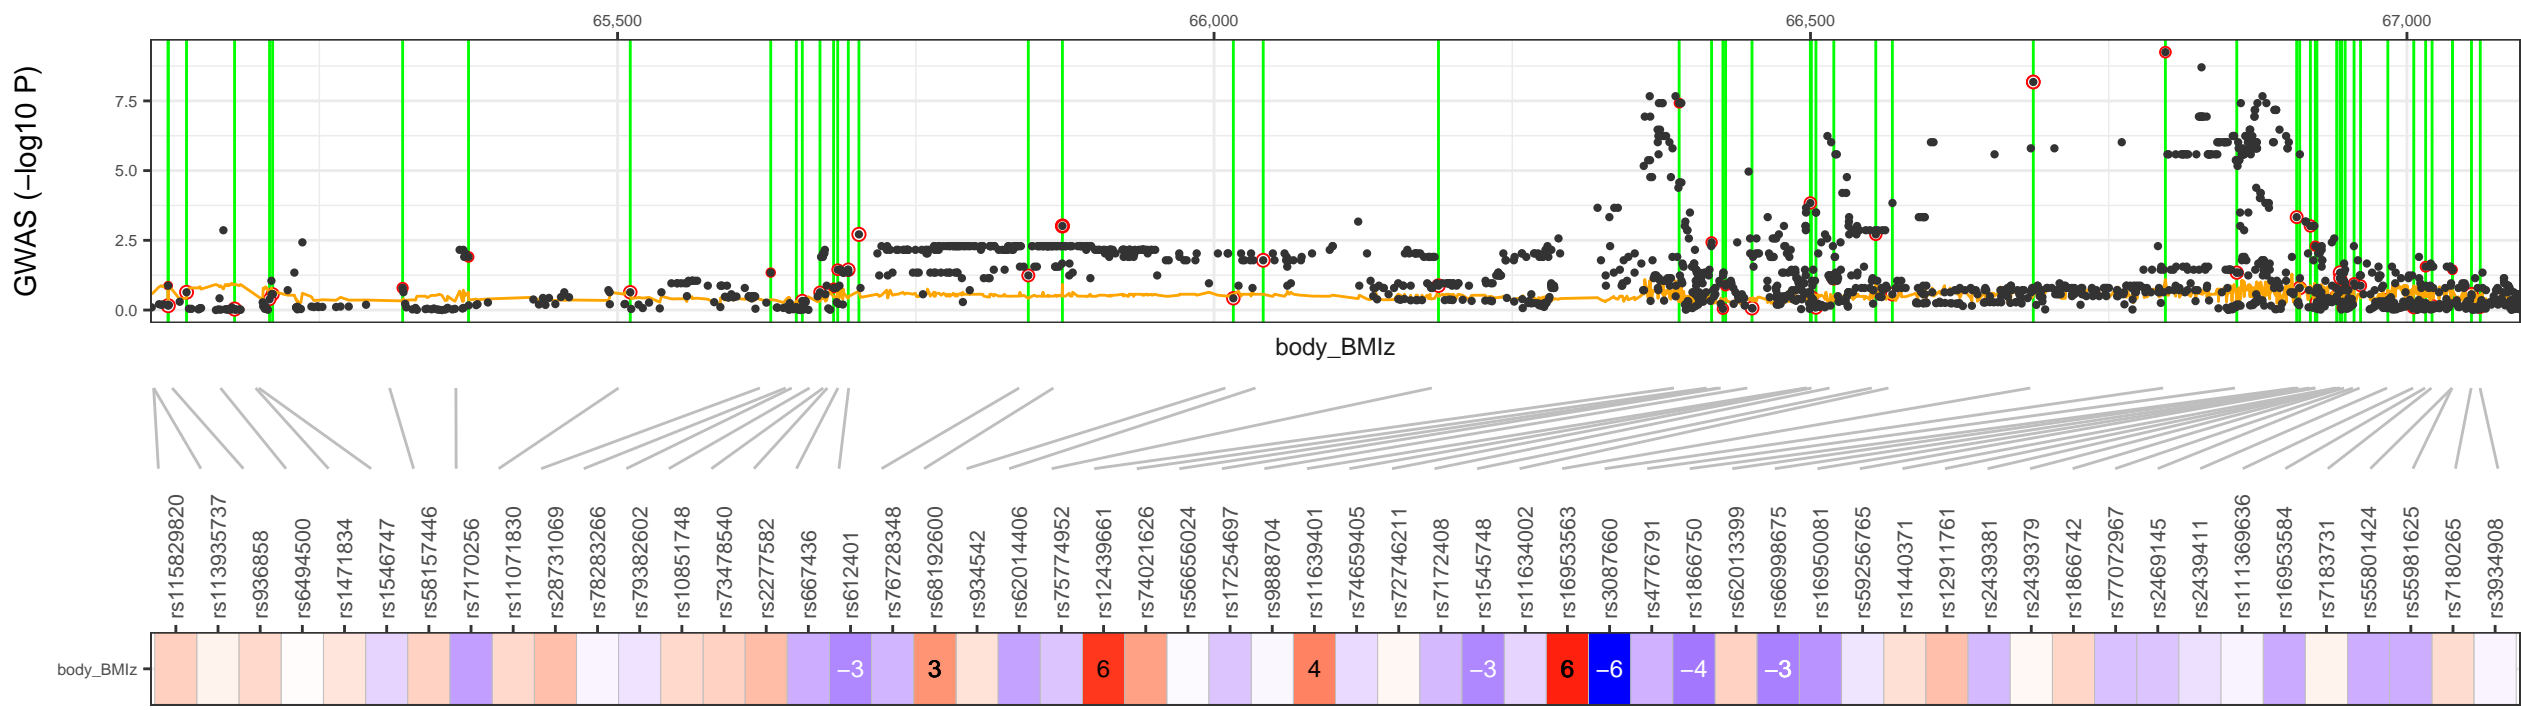 65,500 66,000 66,500 67,000
GWAS (−log10 P)
7.5
5.0
2.5
0.0
body_BMIz
rs115829820 rs113935737 rs936858 rs6494500 rs1471834 rs1546747 rs58157446 rs7170256 rs11071830 rs28731069 rs78283266 rs79382602 rs10851748 rs73478540 rs2277582 rs6674436 rs612401 rs76728348 rs68192600 rs934542 rs62014406 rs75774952 rs12439661 rs74021626 rs56656024 rs17254697 rs9888704 rs11639401 rs74659405 rs72746211 rs7172408 rs1545748 rs11634002 rs16953563 rs3087660 rs4776791 rs1866750 rs62013399 rs66998675 rs16950081 rs59256765 rs1440371 rs12911761 rs2439381 rs2439379 rs1866742 rs77072967 rs2469145 rs2439411 rs111369636 rs16953584 rs7183731 rs55801424 rs55981625 rs7180265 rs3934908
body_BMIz −3 3 6 4 −3 6 −6 −4 −3